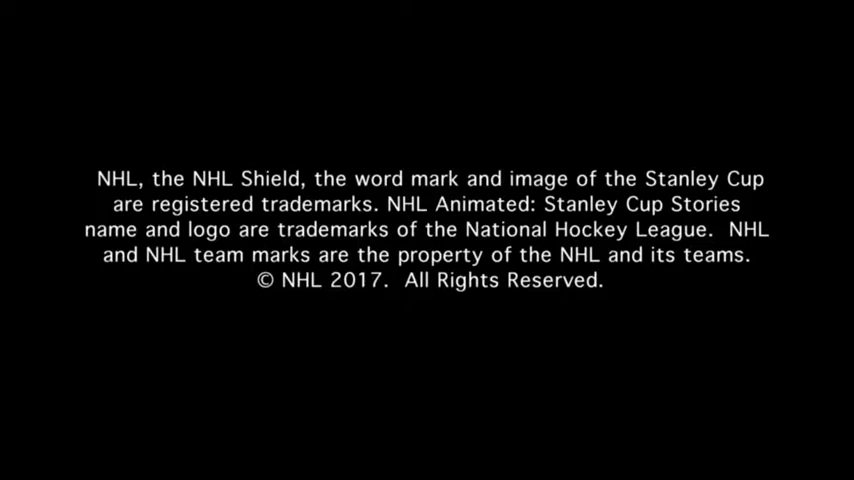 NHL, the NHL Shield, the word mark and image of the Stanley Cup
are registered trademarks. NHL Animated: Stanley Cup Stories
name and logo are trademarks of the National Hockey League.  NHL
and NHL team marks are the property of the NHL and its teams.
© NHL 2017.  All Rights Reserved.